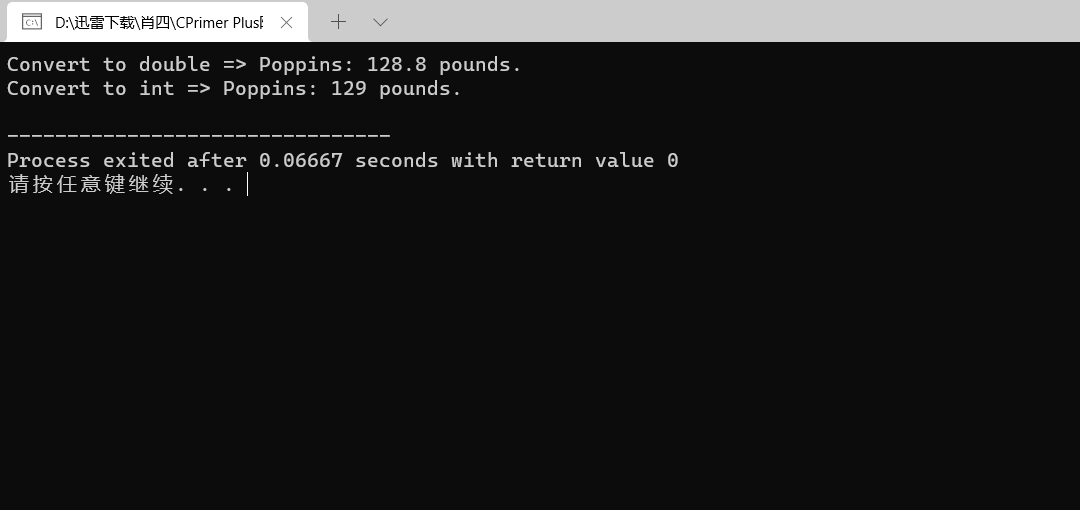 D:\迅雷下载\肖四\CPrimer Plus
Convert to double => Poppins: 128.8 pounds.
Convert to int => Poppins: 129 pounds.
--------------------------------
Process exited after 0.06667 seconds with return value 0
请按任意键继续. . .